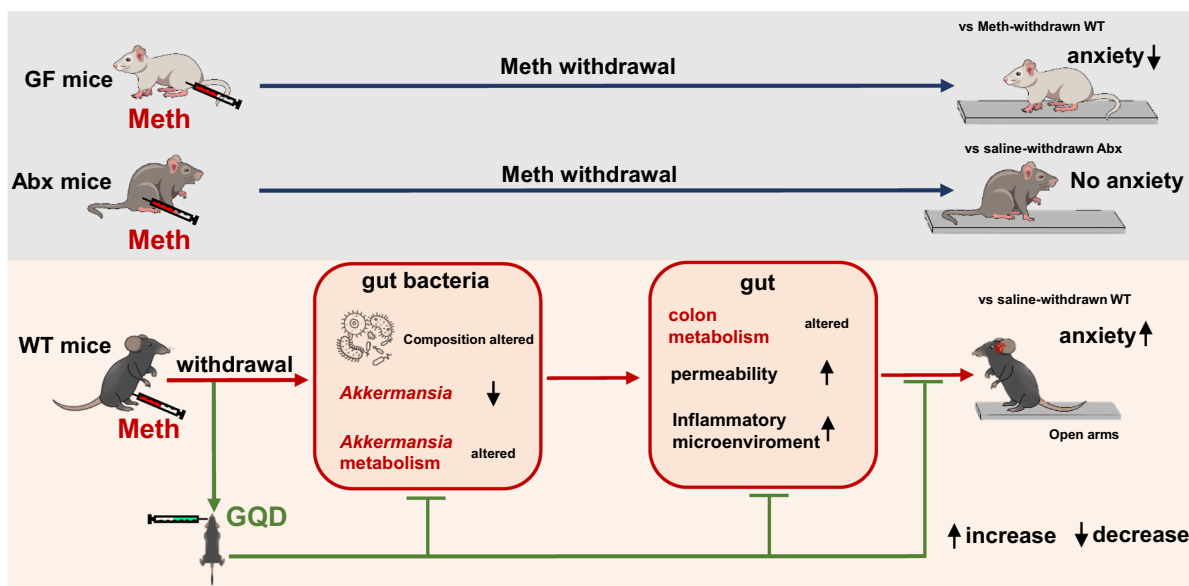 vs Meth-withdrawn WT
GF mice
Meth withdrawal
anxiety
Meth
vs saline-withdrawn Abx
Abx mice
Meth withdrawal
No anxiety
Meth
gut bacteria
gut
vs saline-withdrawn WT
WT mice
withdrawal
Composition altered
colon
metabolism
altered
anxiety
Akkermansia
permeability
Meth
Inflammatory
microenviroment
Akkermansia
metabolism
altered
Open arms
GQD
increase
decrease